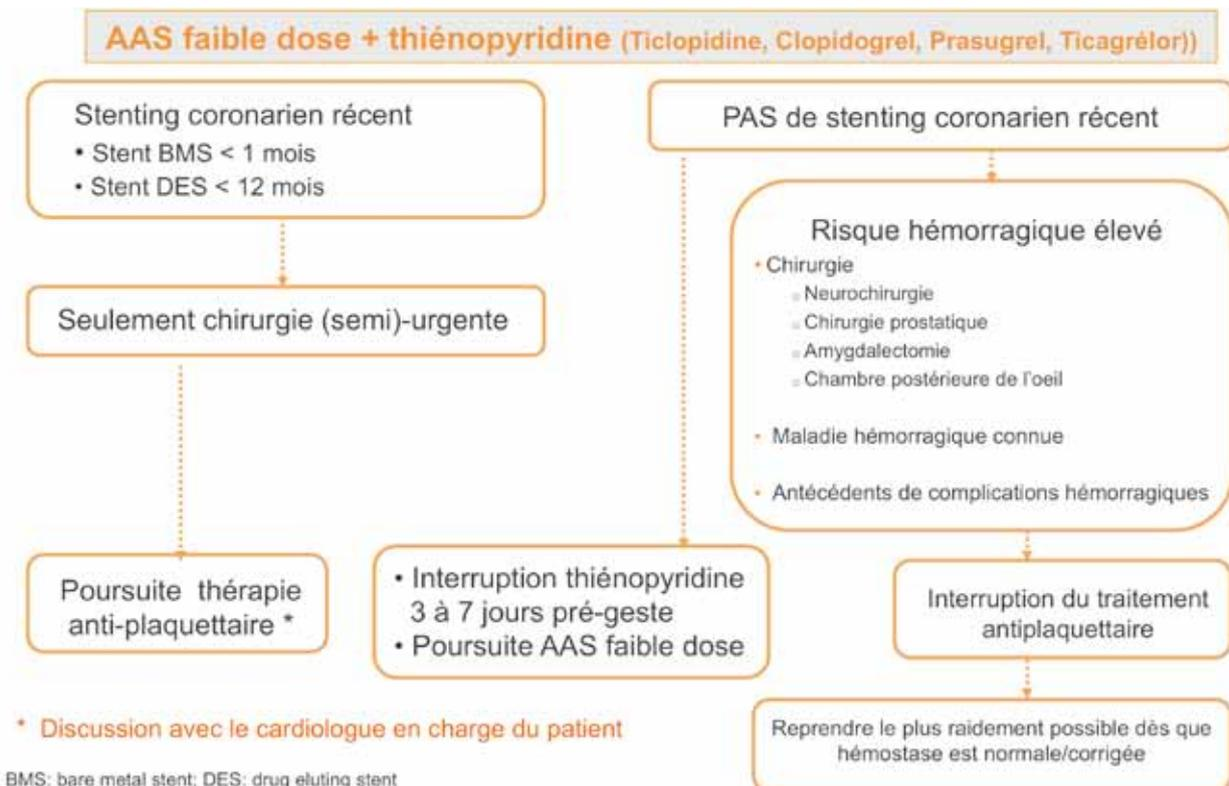 AAS faible dose + thiénopyridine (Ticlopidine, Clopidogrel, Prasugrel, Ticagrélor))
Stenting coronarien récent
• Stent BMS < 1 mois
• Stent DES < 12 mois
Seulement chirurgie (semi)-urgente
Poursuite thérapie
anti-plaquettaire *
PAS de stenting coronarien récent
Risque hémorragique élevé
• Chirurgie
Neurochirurgie
Chirurgie prostatique
Amygdalectomie
Chambre postérieure de l'oeil
• Maladie hémorragique connue
• Antécédents de complications hémorragiques
• Interruption thiénopyridine
3 à 7 jours pré-geste
• Poursuite AAS faible dose
Interruption du traitement
antiplaquettaire
Reprendre le plus raidement possible dès que
hémostase est normale/corrigée
* Discussion avec le cardiologue en charge du patient
BMS: bare metal stent; DES: drug eluting stent